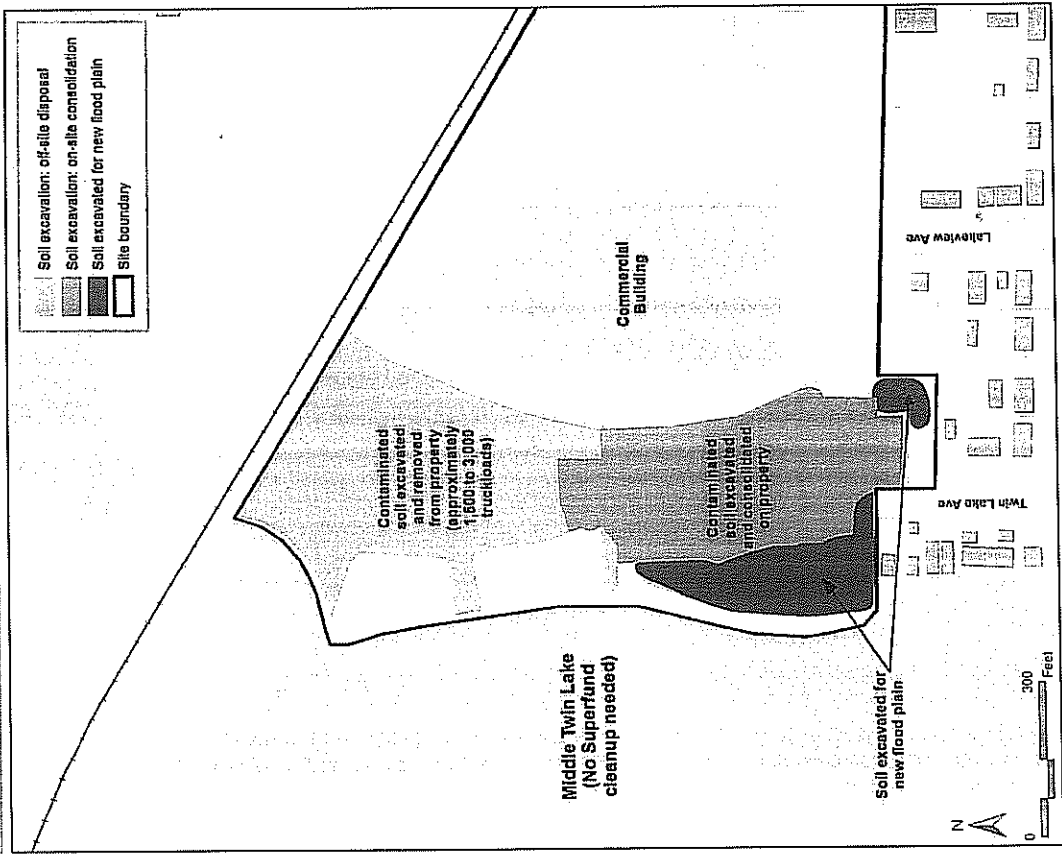 Soil excavation: off-site disposal
Soil excavation: on-site consolidation
Soil excavated for new flood plain
Site boundary
Contaminated
soil excavated
and removed
from property
(approximately
1,500 to 3,000
truckloads)
Commercial
Building
Contaminated
soil excavated
and consolidated
on property
Middle Twin Lake
(No Superfund
cleanup needed)
Soil excavated for
new flood plain
Twin Lake Ave
Lakeview Ave
N
0
300
Feet